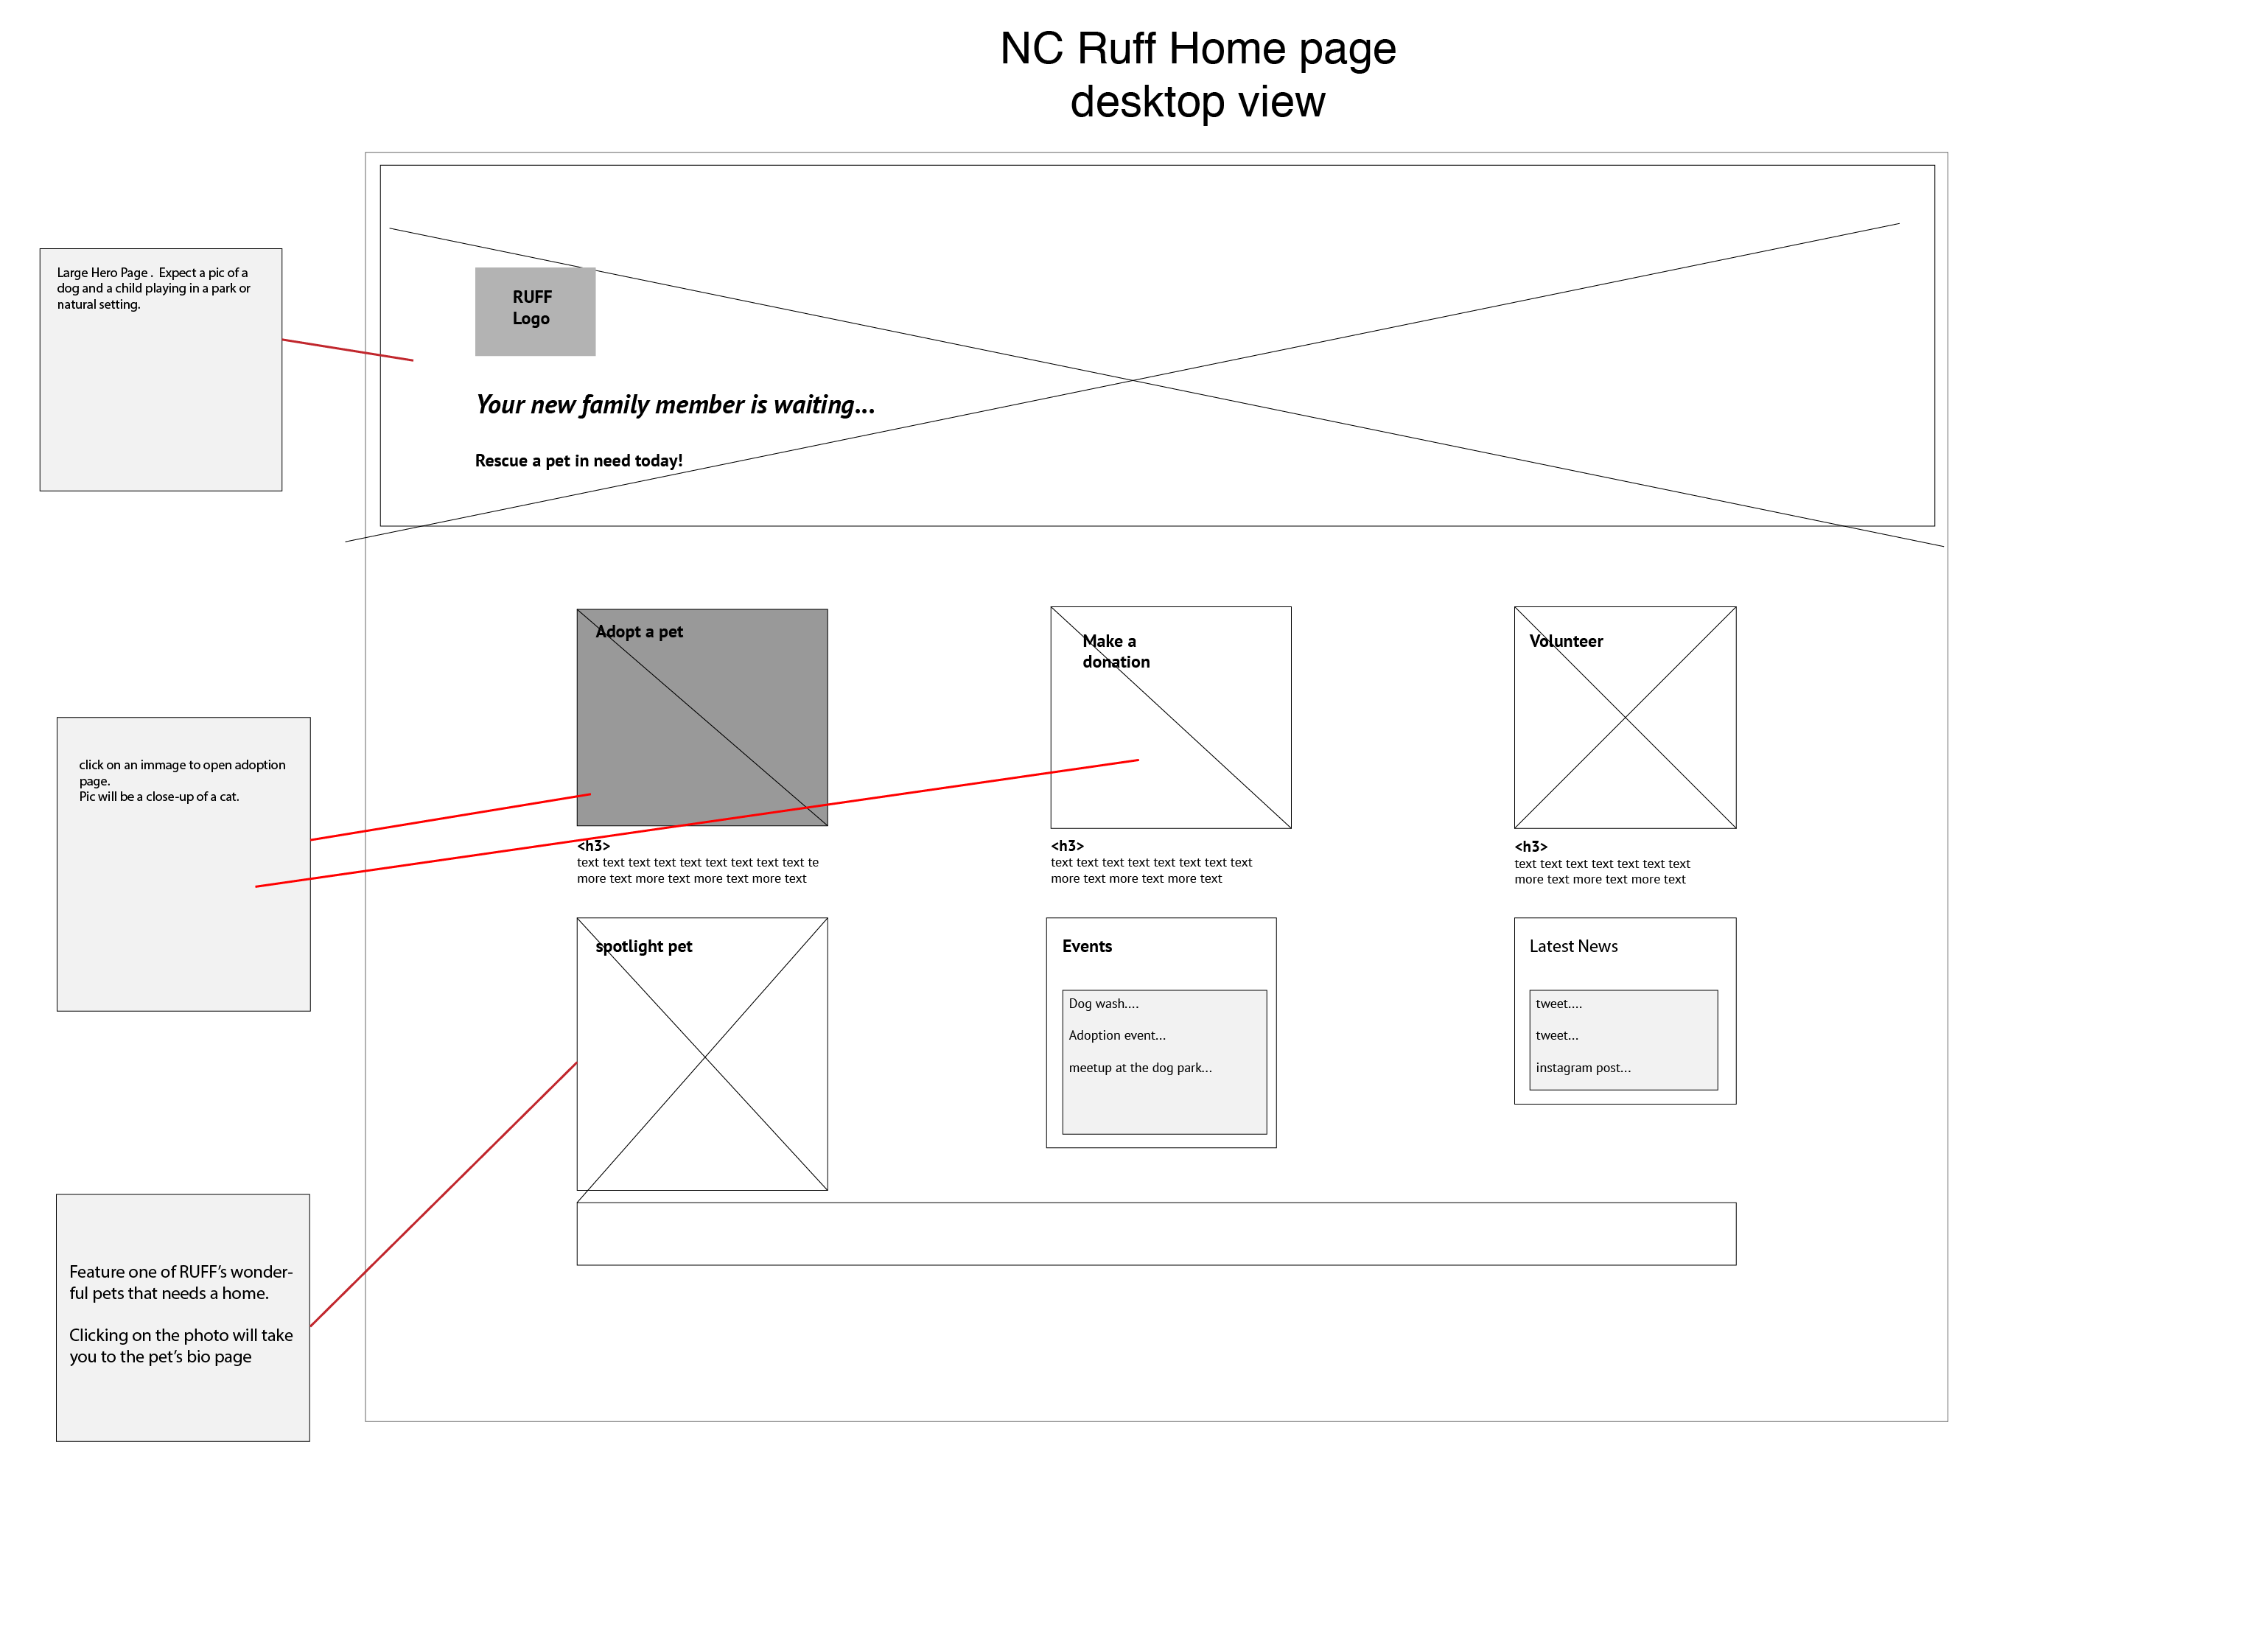 NC Ruff Home page
desktop view
Large Hero Page .  Expect a pic of a
dog and a child playing in a park or
natural setting.
RUFF
Logo
Your new family member is waiting...
Rescue a pet in need today!
Adopt a pet
Make a
donation
Volunteer
click on an immage to open adoption
page.
Pic will be a close-up of a cat.
<h3>
text text text text text text text text text te
more text more text more text more text
<h3>
text text text text text text text text
more text more text more text
<h3>
text text text text text text text
more text more text more text
spotlight pet
Events
Dog wash....
Adoption event...
meetup at the dog park...
Latest News
tweet....
tweet...
instagram post...
Feature one of RUFF’s wonder-
ful pets that needs a home.
Clicking on the photo will take
you to the pet’s bio page